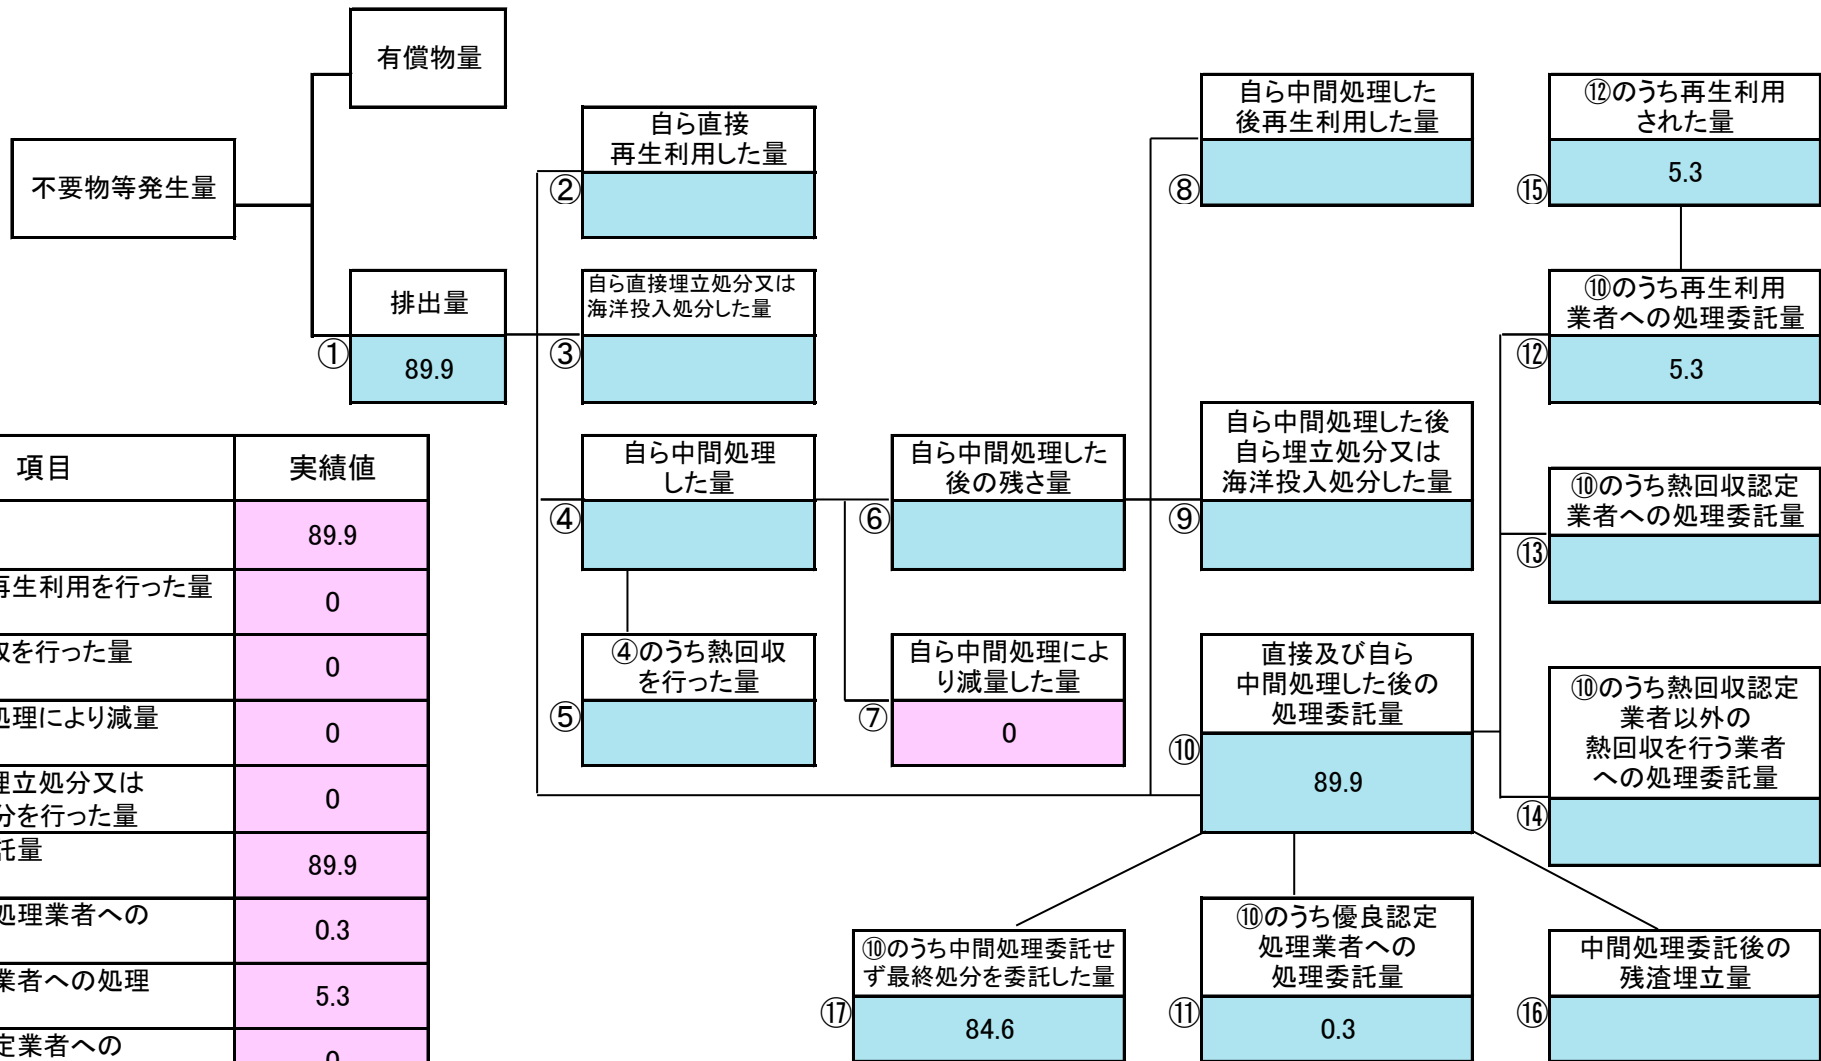 有償物量
不要物等発生量
排出量
①
89.9
自ら直接
再生利用した量
②
自ら直接埋立処分又は
海洋投入処分した量
③
自ら中間処理
した量
④
④のうち熱回収
を行った量
⑤
自ら中間処理した
後の残さ量
⑥
自ら中間処理によ
り減量した量
⑦
0
自ら中間処理した
後再生利用した量
⑧
自ら中間処理した後
自ら埋立処分又は
海洋投入処分した量
⑨
直接及び自ら
中間処理した後の
処理委託量
⑩
89.9
⑫のうち再生利用
された量
⑮
5.3
⑩のうち再生利用
業者への処理委託量
⑫
5.3
⑩のうち熱回収認定
業者への処理委託量
⑬
⑩のうち熱回収認定
業者以外の
熱回収を行う業者
への処理委託量
⑭
⑩のうち中間処理委託せ
ず最終処分を委託した量
⑰
84.6
⑩のうち優良認定
処理業者への
処理委託量
⑪
0.3
中間処理委託後の
残渣埋立量
⑯
項目 実績値
89.9
再生利用を行った量 0
収を行った量 0
処理により減量 0
埋立処分又は
分を行った量 0
託量 89.9
処理業者への 0.3
業者への処理 5.3
定業者への 0